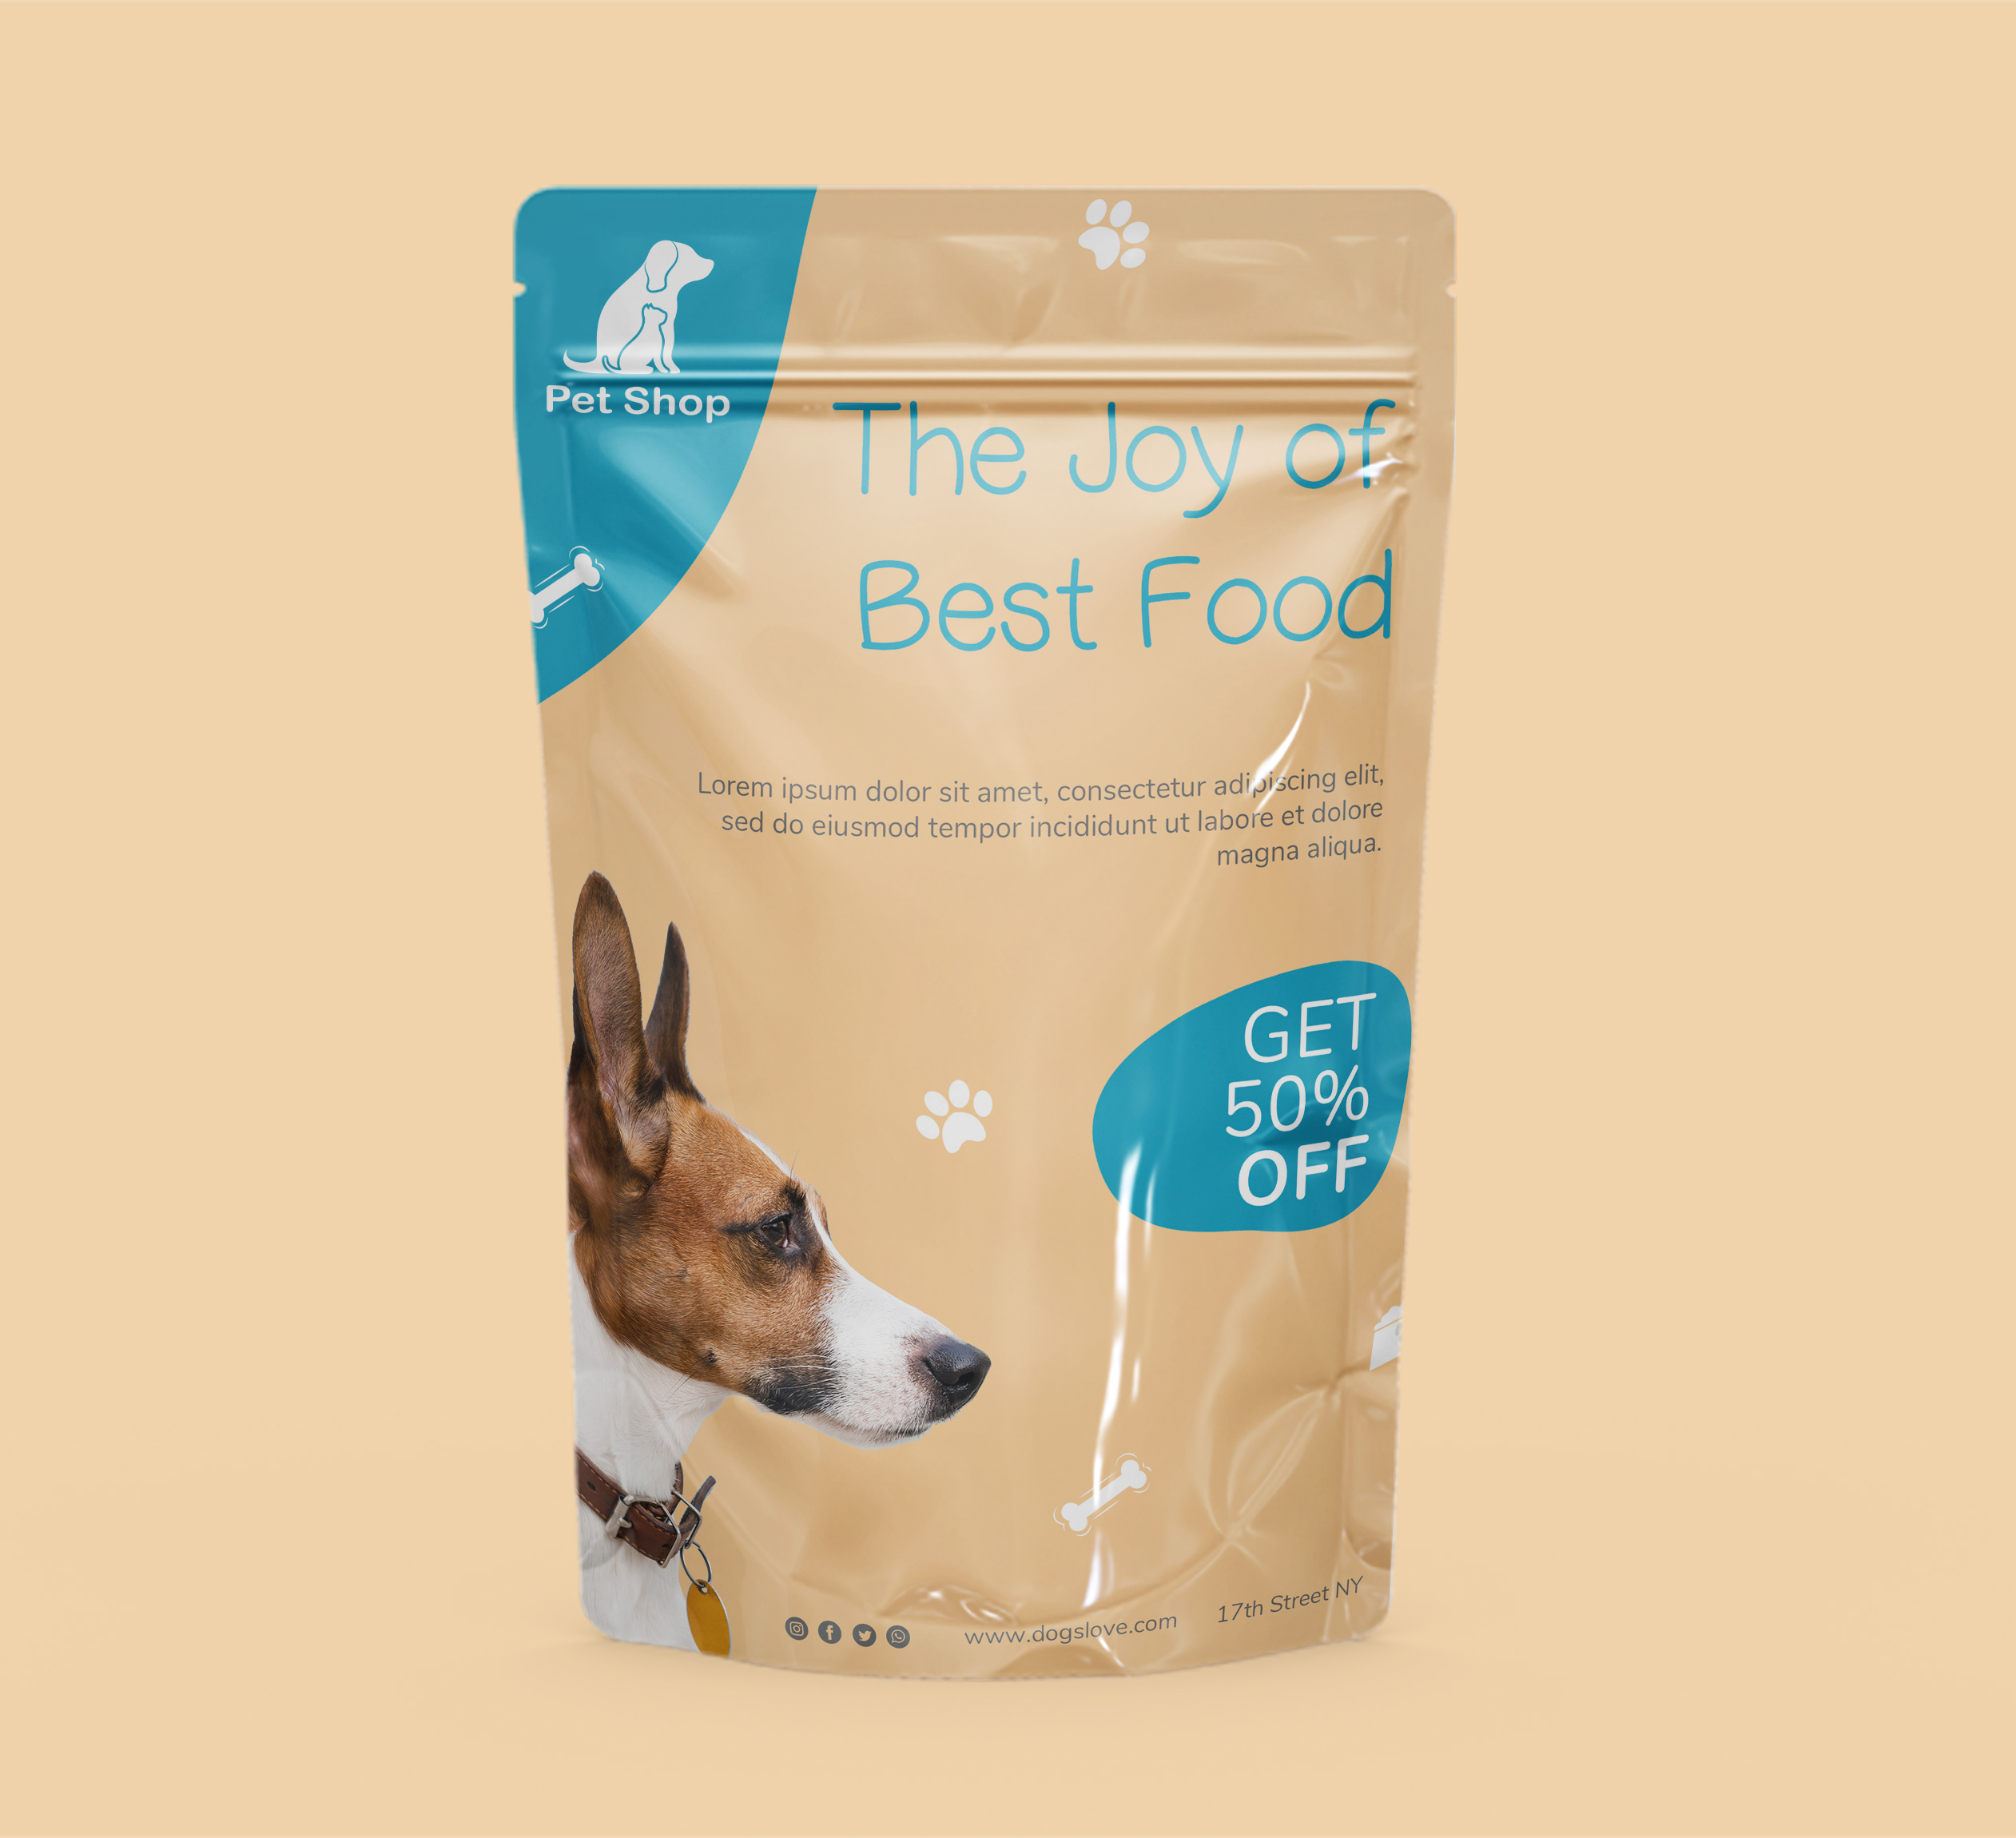 Pet Shop
The Joy of
Best Food
Lorem ipsum dolor sit amet, consectetur adipiscing elit,
sed do eiusmod tempor incididunt ut labore et dolore
magna aliqua.
GET
50%
OFF
www.dogslove.com
17th Street NY